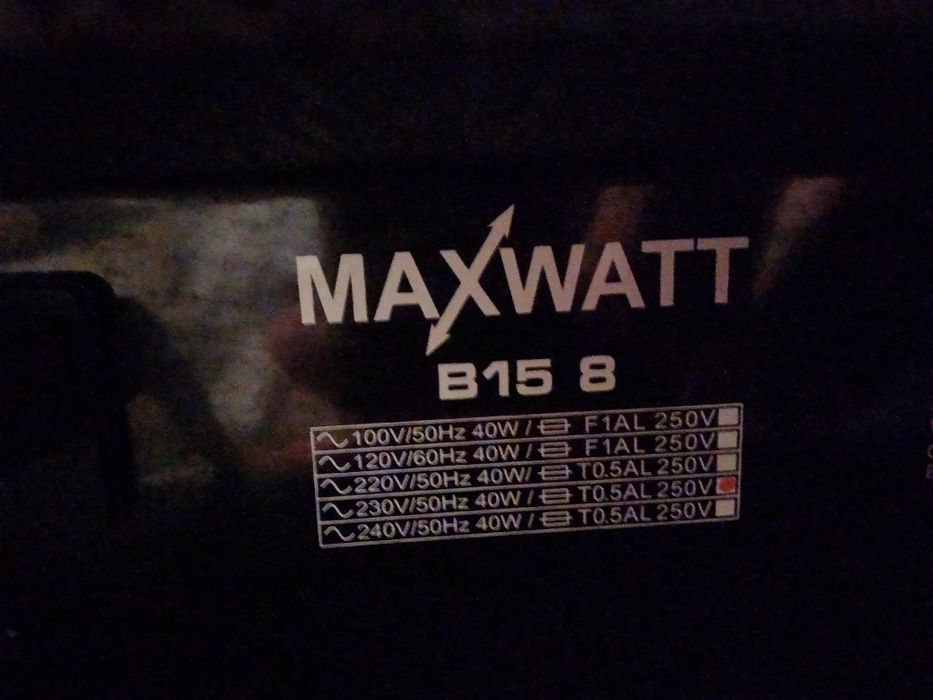 MAXWATT
B15 8
100V/50Hz 40W / F1AL 250V
120V/60Hz 40W / F1AL 250V
220V/50Hz 40W/ T0.5AL 250V
230V/50Hz 40W / T0.5AL 250V
240V/50Hz 40W / T0.5AL 250V